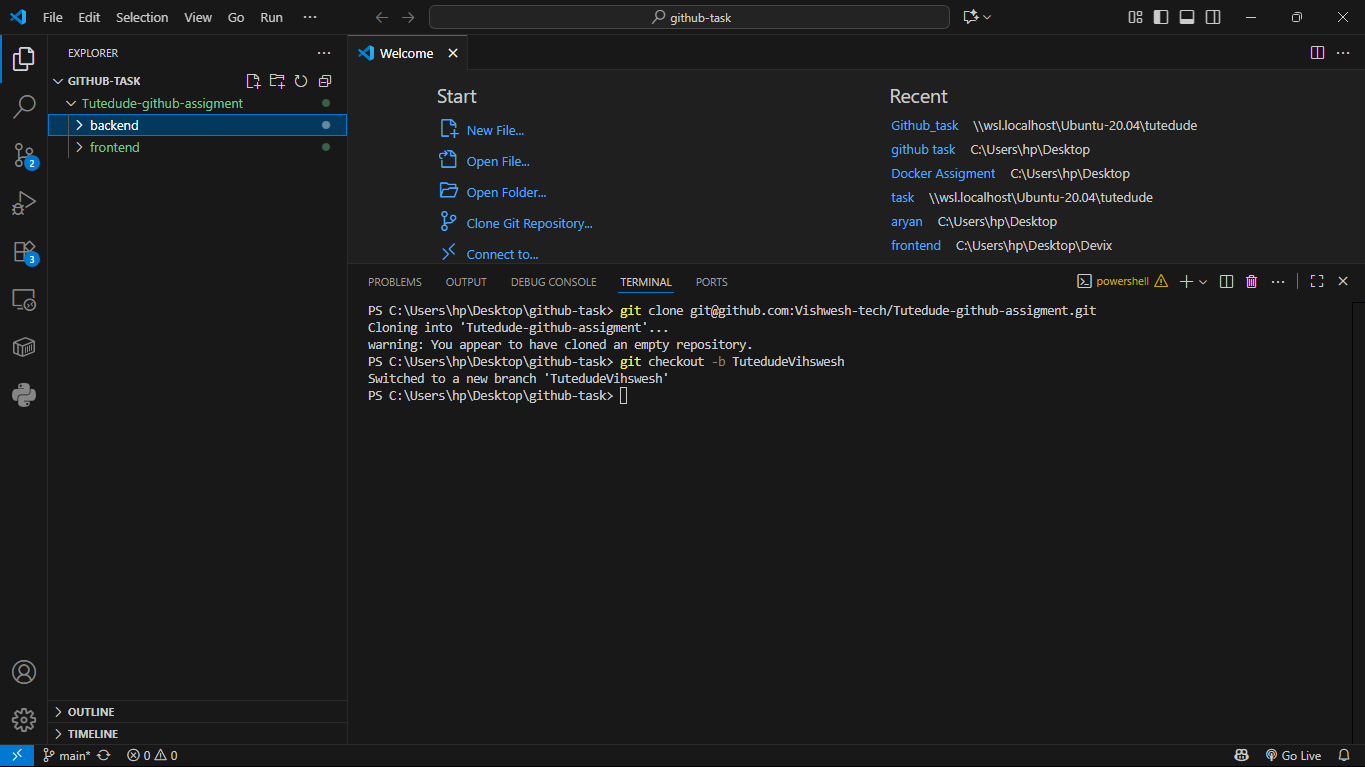 File Edit Selection View Go Run ···
github-task
EXPLORER
GITHUB-TASK
Tutedude-github-assigment
backend
frontend
2
3
OUTLINE
TIMELINE
Welcome
Start
New File...
Open File...
Open Folder...
Clone Git Repository...
Connect to...
Recent
Github_task \\wsl.localhost\Ubuntu-20.04\tutedude
github task C:\Users\hp\Desktop
Docker Assigment C:\Users\hp\Desktop
task \\wsl.localhost\Ubuntu-20.04\tutedude
aryan C:\Users\hp\Desktop
frontend C:\Users\hp\Desktop\Devix
PROBLEMS OUTPUT DEBUG CONSOLE TERMINAL PORTS
powershell
PS C:\Users\hp\Desktop\github-task> git clone git@github.com:Vishwesh-tech/Tutedude-github-assigment.git
Cloning into 'Tutedude-github-assigment'...
warning: You appear to have cloned an empty repository.
PS C:\Users\hp\Desktop\github-task> git checkout -b TutedudeVihswesh
Switched to a new branch 'TutedudeVihswesh'
PS C:\Users\hp\Desktop\github-task>
main* 0 0
Go Live